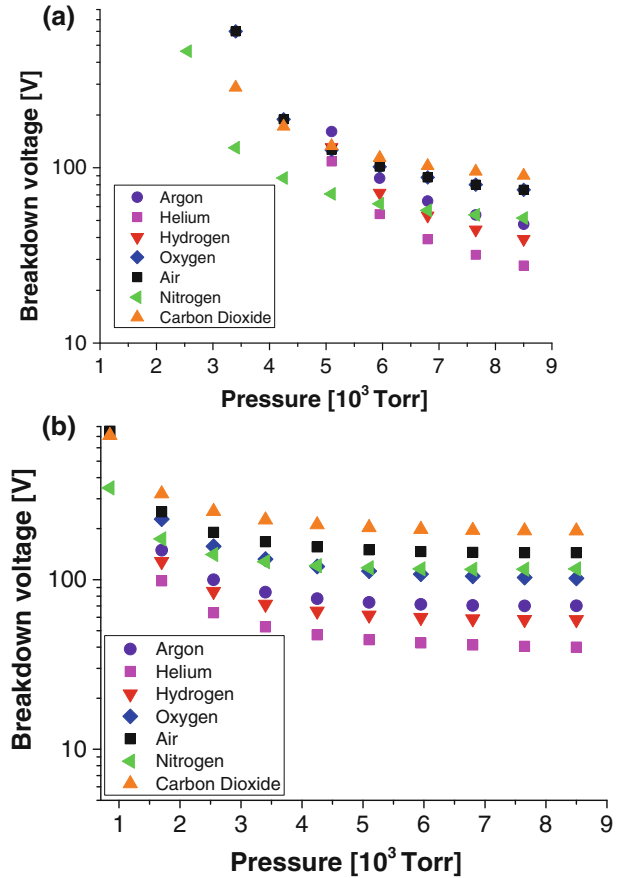 (a)
Breakdown voltage [V]
100
10
Argon
Helium
Hydrogen
Oxygen
Air
Nitrogen
Carbon Dioxide
1 2 3 4 5 6 7 8 9
Pressure [10³ Torr]
(b)
Breakdown voltage [V]
100
10
Argon
Helium
Hydrogen
Oxygen
Air
Nitrogen
Carbon Dioxide
1 2 3 4 5 6 7 8 9
Pressure [10³ Torr]